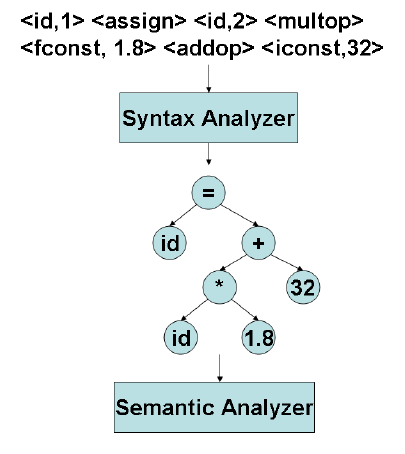 <id,1> <assign> <id,2> <multop>
<fconst, 1.8> <addop> <iconst,32>
Syntax Analyzer
=
id
+
*
32
id
1.8
Semantic Analyzer